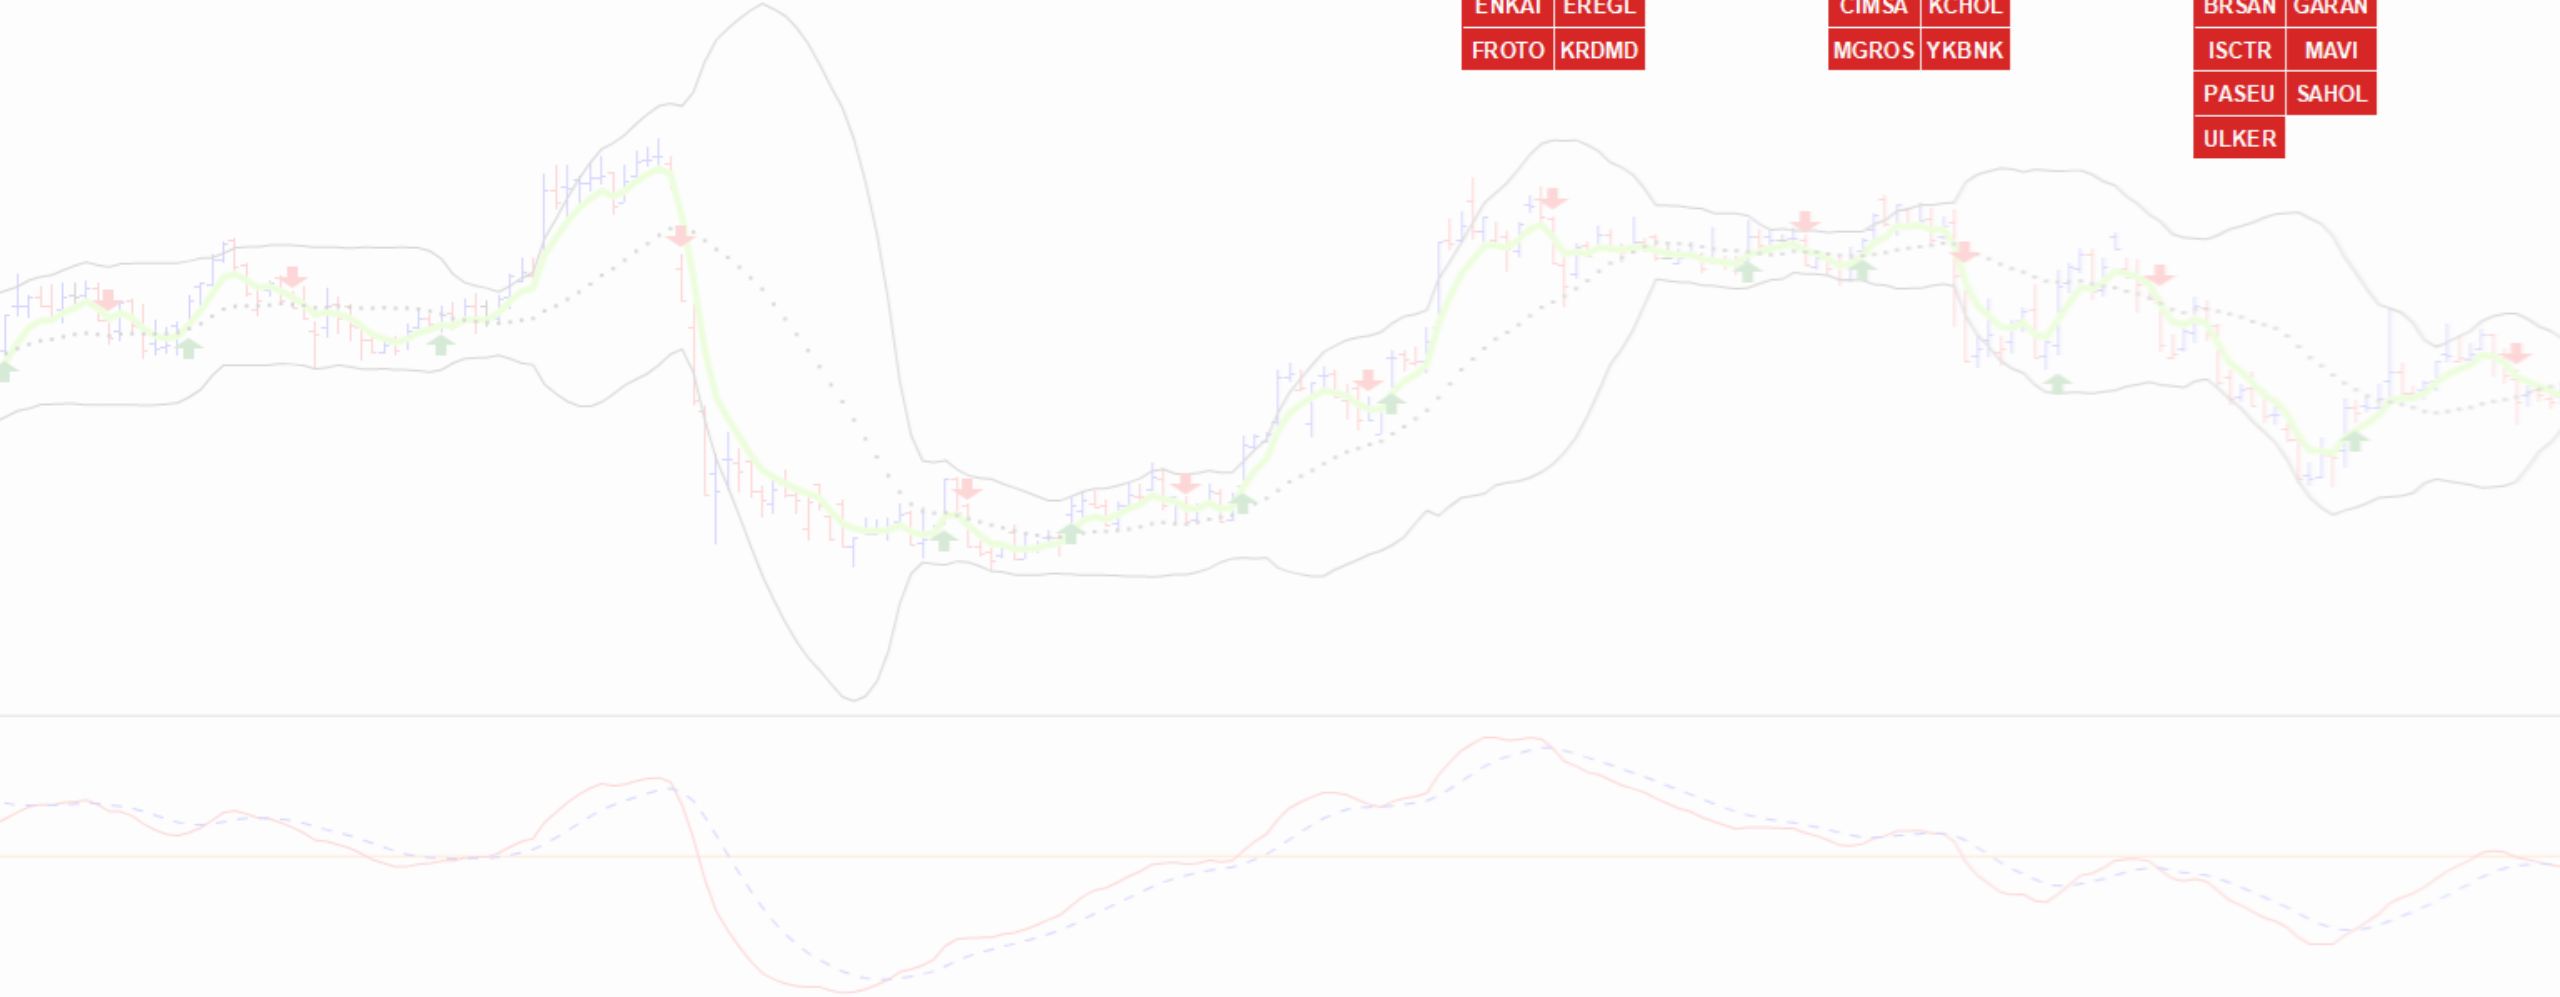 ENKAI EREGL
FROTO KRDMD
CIMSA KCHOL
MGROS YKBNK
BRSAN GARAN
ISCTR MAVI
PASEU SAHOL
ULKER